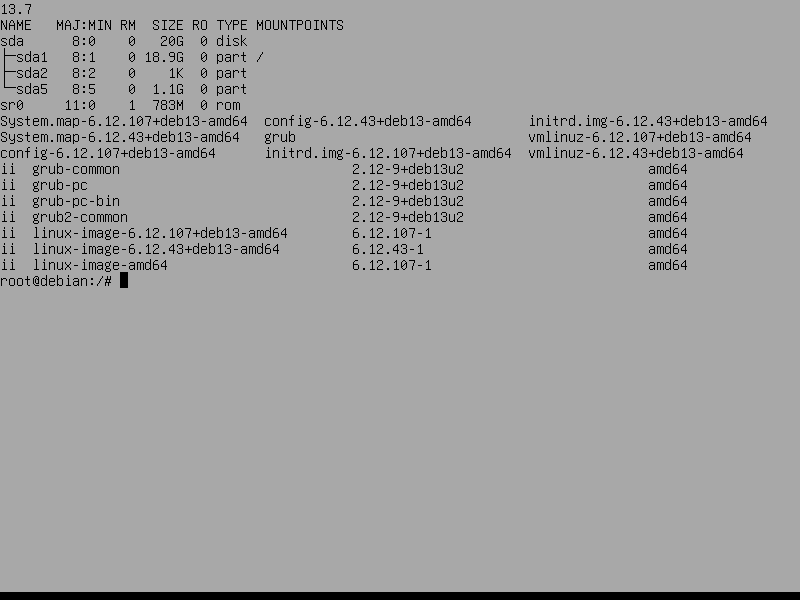 13.7
NAME   MAJ:MIN RM  SIZE RO TYPE MOUNTPOINTS
sda      8:0    0   20G  0 disk
├─sda1   8:1    0 18.9G  0 part /
├─sda2   8:2    0    1K  0 part
└─sda5   8:5    0  1.1G  0 part
sr0     11:0    1  783M  0 rom
System.map-6.12.107+deb13-amd64  config-6.12.43+deb13-amd64       initrd.img-6.12.43+deb13-amd64
System.map-6.12.43+deb13-amd64   grub                             vmlinuz-6.12.107+deb13-amd64
config-6.12.107+deb13-amd64      initrd.img-6.12.107+deb13-amd64  vmlinuz-6.12.43+deb13-amd64
ii  grub-common                             2.12-9+deb13u2                       amd64
ii  grub-pc                                 2.12-9+deb13u2                       amd64
ii  grub-pc-bin                             2.12-9+deb13u2                       amd64
ii  grub2-common                            2.12-9+deb13u2                       amd64
ii  linux-image-6.12.107+deb13-amd64        6.12.107-1                           amd64
ii  linux-image-6.12.43+deb13-amd64         6.12.43-1                            amd64
ii  linux-image-amd64                       6.12.107-1                           amd64
root@debian:/#